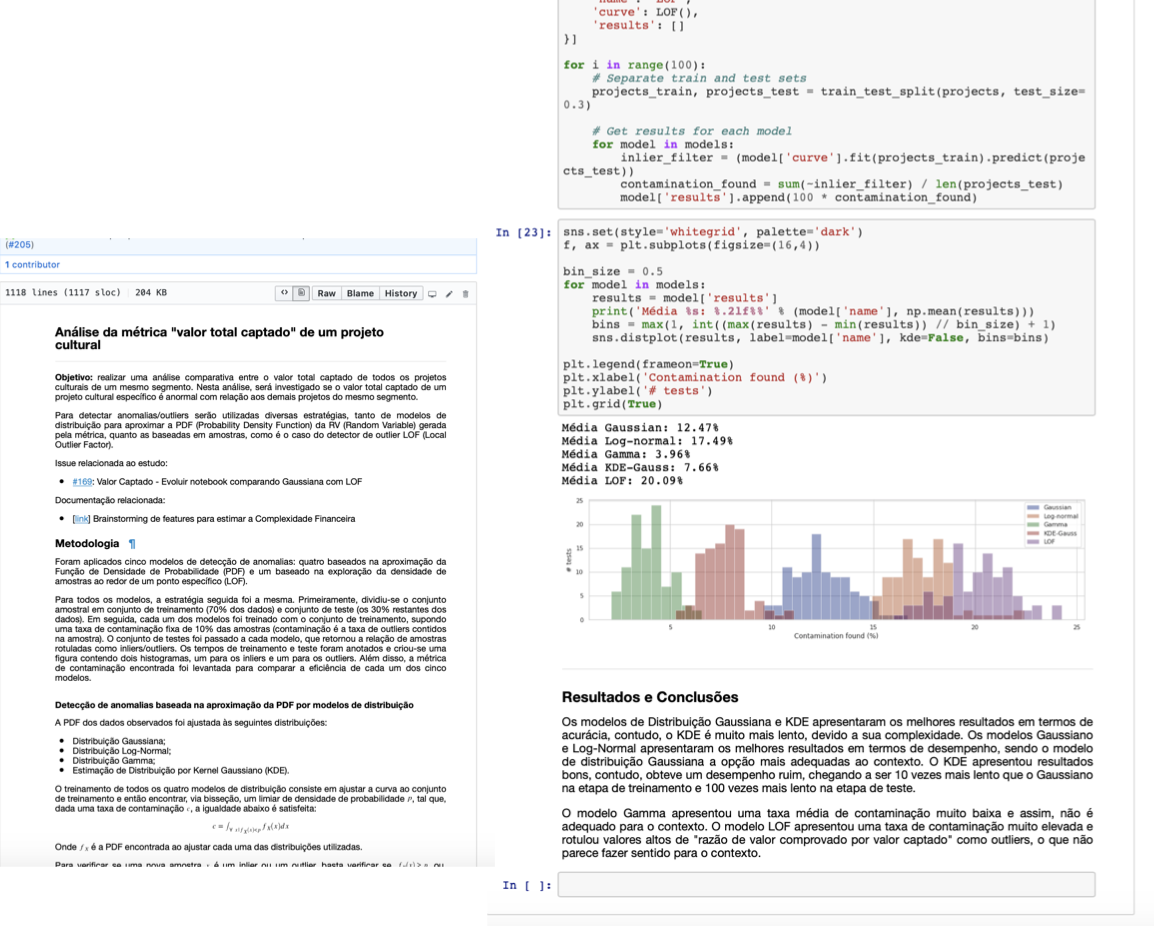 (#205)
1 contributor
1118 lines (1117 sloc) 204 KB
Raw Blame History
Análise da métrica "valor total captado" de um projeto
cultural
Objetivo: realizar uma análise comparativa entre o valor total captado de todos os projetos
culturais de um mesmo segmento. Nesta análise, será investigado se o valor total captado de um
projeto cultural específico é anormal com relação aos demais projetos do mesmo segmento.
Para detectar anomalias/outliers serão utilizadas diversas estratégias, tanto de modelos de
distribuição para aproximar a PDF (Probability Density Function) da RV (Random Variable) gerada
pela métrica, quanto as baseadas em amostras, como é o caso do detector de outlier LOF (Local
Outlier Factor).
Issue relacionada ao estudo:
• #169: Valor Captado - Evoluir notebook comparando Gaussiana com LOF
Documentação relacionada:
• [link] Brainstorming de features para estimar a Complexidade Financeira
Metodologia ¶
Foram aplicados cinco modelos de detecção de anomalias: quatro baseados na aproximação da
Função de Densidade de Probabilidade (PDF) e um baseado na exploração da densidade de
amostras ao redor de um ponto específico (LOF).
Para todos os modelos, a estratégia seguida foi a mesma. Primeiramente, dividiu-se o conjunto
amostral em conjunto de treinamento (70% dos dados) e conjunto de teste (os 30% restantes dos
dados). Em seguida, cada um dos modelos foi treinado com o conjunto de treinamento, supondo
uma taxa de contaminação fixa de 10% das amostras (contaminação é a taxa de outliers contidos
na amostra). O conjunto de testes foi passado a cada modelo, que retornou a relação de amostras
rotuladas como inliers/outliers. Os tempos de treinamento e teste foram anotados e criou-se uma
figura contendo dois histogramas, um para os inliers e um para os outliers. Além disso, a métrica
de contaminação encontrada foi levantada para comparar a eficiência de cada um dos cinco
modelos.
Detecção de anomalias baseada na aproximação da PDF por modelos de distribuição
A PDF dos dados observados foi ajustada às seguintes distribuições:
• Distribuição Gaussiana;
• Distribuição Log-Normal;
• Distribuição Gamma;
• Estimação de Distribuição por Kernel Gaussiano (KDE).
O treinamento de todos os quatro modelos de distribuição consiste em ajustar a curva ao conjunto
de treinamento e então encontrar, via bisseção, um limiar de densidade de probabilidade P, tal que,
dada uma taxa de contaminação c, a igualdade abaixo é satisfeita:
c = ∫∀ x:f_X(x)<p f_X(x)dx
Onde f_X é a PDF encontrada ao ajustar cada uma das distribuições utilizadas.
Para verificar se uma nova amostra é um inlier ou um outlier, basta verificar se ou
'curve': LOF(),
'results': []
}]
for i in range(100):
# Separate train and test sets
projects_train, projects_test = train_test_split(projects, test_size=
0.3)
# Get results for each model
for model in models:
inlier_filter = (model['curve'].fit(projects_train).predict(proje
cts_test))
contamination_found = sum(~inlier_filter) / len(projects_test)
model['results'].append(100 * contamination_found)
In [23]: sns.set(style='whitegrid', palette='dark')
f, ax = plt.subplots(figsize=(16,4))
bin_size = 0.5
for model in models:
results = model['results']
print('Média %s: %.2lf%%' % (model['name'], np.mean(results)))
bins = max(1, int((max(results) - min(results)) // bin_size) + 1)
sns.distplot(results, label=model['name'], kde=False, bins=bins)
plt.legend(frameon=True)
plt.xlabel('Contamination found (%)')
plt.ylabel('# tests')
plt.grid(True)
Média Gaussian: 12.47%
Média Log-normal: 17.49%
Média Gamma: 3.96%
Média KDE-Gauss: 7.66%
Média LOF: 20.09%
25
20
15
10
5
0
# tests
Gaussian
Log-normal
Gamma
KDE-Gauss
LOF
5 10 15 20 25
Contamination found (%)
Resultados e Conclusões
Os modelos de Distribuição Gaussiana e KDE apresentaram os melhores resultados em termos de
acurácia, contudo, o KDE é muito mais lento, devido a sua complexidade. Os modelos Gaussiano
e Log-Normal apresentaram os melhores resultados em termos de desempenho, sendo o modelo
de distribuição Gaussiana a opção mais adequadas ao contexto. O KDE apresentou resultados
bons, contudo, obteve um desempenho ruim, chegando a ser 10 vezes mais lento que o Gaussiano
na etapa de treinamento e 100 vezes mais lento na etapa de teste.
O modelo Gamma apresentou uma taxa média de contaminação muito baixa e assim, não é
adequado para o contexto. O modelo LOF apresentou uma taxa de contaminação muito elevada e
rotulou valores altos de "razão de valor comprovado por valor captado" como outliers, o que não
parece fazer sentido para o contexto.
In [ ]: